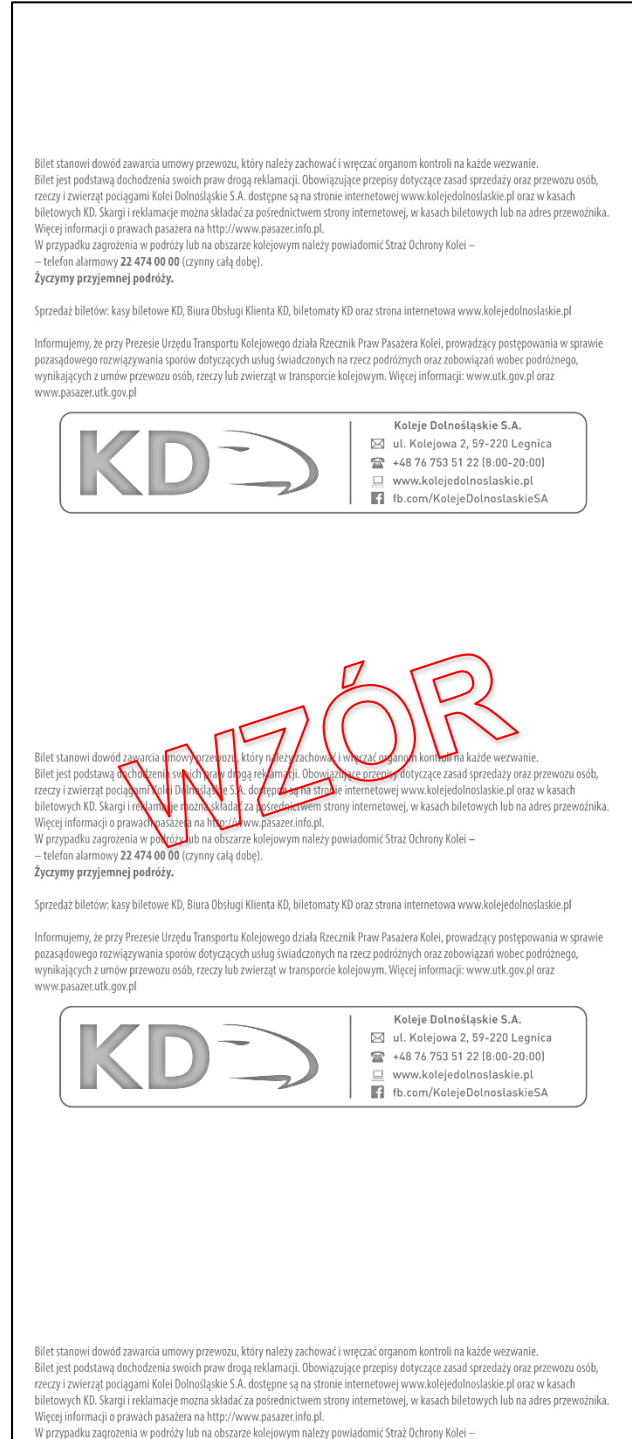 Bilet stanowi dowód zawarcia umowy przewozu, który należy zachować i wręczać organom kontroli na każde wezwanie.
Bilet jest podstawą dochodzenia swoich praw drogą reklamacji. Obowiązujące przepisy dotyczące zasad sprzedaży oraz przewozu osób,
rzeczy i zwierząt pociągami Kolei Dolnośląskie S.A. dostępne są na stronie internetowej www.kolejedolnoslaskie.pl oraz w kasach
biletowych KD. Skargi i reklamacje można składać za pośrednictwem strony internetowej, w kasach biletowych lub na adres przewoźnika.
Więcej informacji o prawach pasażera na http://www.pasazer.info.pl.
W przypadku zagrożenia w podróży lub na obszarze kolejowym należy powiadomić Straż Ochrony Kolei –
– telefon alarmowy 22 474 00 00 (czynny całą dobę).
Życzymy przyjemnej podróży.
Sprzedaż biletów: kasy biletowe KD, Biura Obsługi Klienta KD, biletomaty KD oraz strona internetowa www.kolejedolnoslaskie.pl
Informujemy, że przy Prezesie Urzędu Transportu Kolejowego działa Rzecznik Praw Pasażera Kolei, prowadzący postępowania w sprawie
pozasądowego rozwiązywania sporów dotyczących usług świadczonych na rzecz podróżnych oraz zobowiązań wobec podróżnego,
wynikających z umów przewozu osób, rzeczy lub zwierząt w transporcie kolejowym. Więcej informacji: www.utk.gov.pl oraz
www.pasazer.utk.gov.pl
KD
Koleje Dolnośląskie S.A.
ul. Kolejowa 2, 59-220 Legnica
+48 76 753 51 22 (8:00-20:00)
www.kolejedolnoslaskie.pl
fb.com/KolejeDolnoslaskieSA
WZÓR
Bilet stanowi dowód zawarcia umowy przewozu, który należy zachować i wręczać organom kontroli na każde wezwanie.
Bilet jest podstawą dochodzenia swoich praw drogą reklamacji. Obowiązujące przepisy dotyczące zasad sprzedaży oraz przewozu osób,
rzeczy i zwierząt pociągami Kolei Dolnośląskie S.A. dostępne są na stronie internetowej www.kolejedolnoslaskie.pl oraz w kasach
biletowych KD. Skargi i reklamacje można składać za pośrednictwem strony internetowej, w kasach biletowych lub na adres przewoźnika.
Więcej informacji o prawach pasażera na http://www.pasazer.info.pl.
W przypadku zagrożenia w podróży lub na obszarze kolejowym należy powiadomić Straż Ochrony Kolei –
– telefon alarmowy 22 474 00 00 (czynny całą dobę).
Życzymy przyjemnej podróży.
Sprzedaż biletów: kasy biletowe KD, Biura Obsługi Klienta KD, biletomaty KD oraz strona internetowa www.kolejedolnoslaskie.pl
Informujemy, że przy Prezesie Urzędu Transportu Kolejowego działa Rzecznik Praw Pasażera Kolei, prowadzący postępowania w sprawie
pozasądowego rozwiązywania sporów dotyczących usług świadczonych na rzecz podróżnych oraz zobowiązań wobec podróżnego,
wynikających z umów przewozu osób, rzeczy lub zwierząt w transporcie kolejowym. Więcej informacji: www.utk.gov.pl oraz
www.pasazer.utk.gov.pl
KD
Koleje Dolnośląskie S.A.
ul. Kolejowa 2, 59-220 Legnica
+48 76 753 51 22 (8:00-20:00)
www.kolejedolnoslaskie.pl
fb.com/KolejeDolnoslaskieSA
Bilet stanowi dowód zawarcia umowy przewozu, który należy zachować i wręczać organom kontroli na każde wezwanie.
Bilet jest podstawą dochodzenia swoich praw drogą reklamacji. Obowiązujące przepisy dotyczące zasad sprzedaży oraz przewozu osób,
rzeczy i zwierząt pociągami Kolei Dolnośląskie S.A. dostępne są na stronie internetowej www.kolejedolnoslaskie.pl oraz w kasach
biletowych KD. Skargi i reklamacje można składać za pośrednictwem strony internetowej, w kasach biletowych lub na adres przewoźnika.
Więcej informacji o prawach pasażera na http://www.pasazer.info.pl.
W przypadku zagrożenia w podróży lub na obszarze kolejowym należy powiadomić Straż Ochrony Kolei –